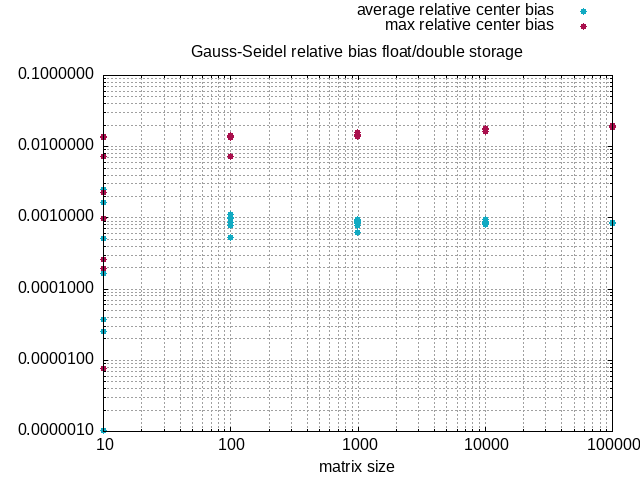 average relative center bias
max relative center bias
Gauss-Seidel relative bias float/double storage
0.1000000
0.0100000
0.0010000
0.0001000
0.0000100
0.0000010
10 100 1000 10000 100000
matrix size